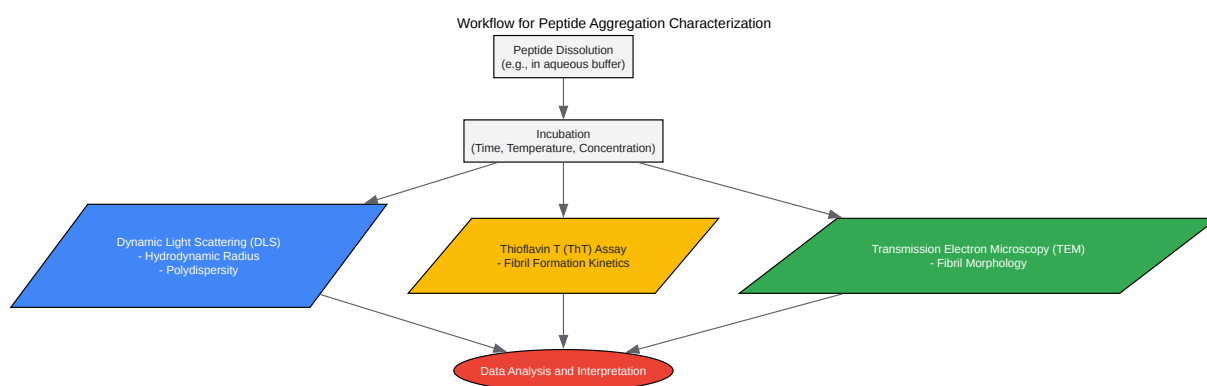 Workflow for Peptide Aggregation Characterization
Peptide Dissolution
(e.g., in aqueous buffer)
Incubation
(Time, Temperature, Concentration)
Dynamic Light Scattering (DLS)
- Hydrodynamic Radius
- Polydispersity
Thioflavin T (ThT) Assay
- Fibril Formation Kinetics
Transmission Electron Microscopy (TEM)
- Fibril Morphology
Data Analysis and Interpretation